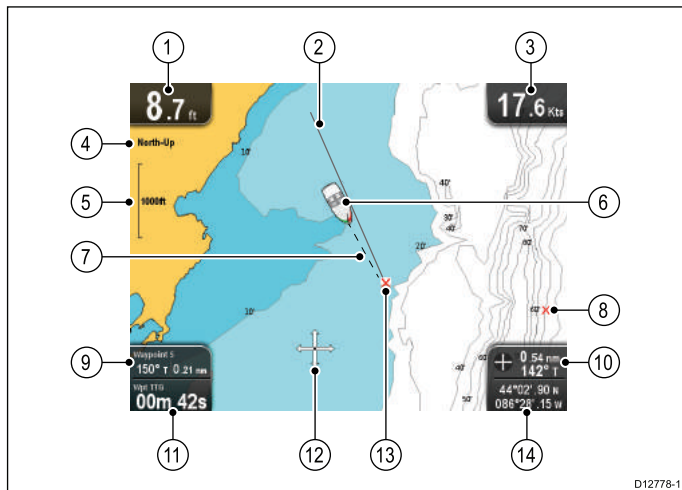 1
2
3
8.7 ft
17.6 Kts
4
North-Up
10'
40'
5
1000ft
6
30'
40'
70'
60'
20'
7
60'
8
10'
9
Waypoint 5
150° T 0.21 nm
40'
10
0.54 nm
142° T
Wpt TTG
00m 42s
50'
44°02'.90 N
086°28'.15 W
11
12
13
14
D12778-1